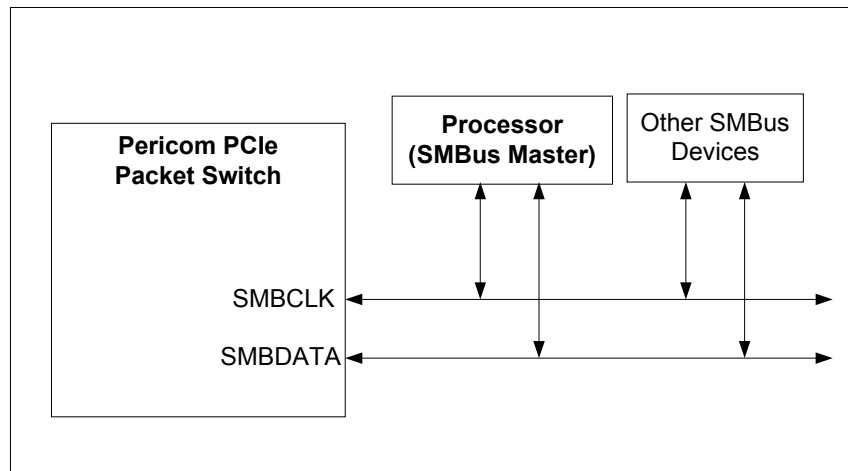 Pericom PCIe
Packet Switch
Processor
(SMBus Master)
Other SMBus
Devices
SMBCLK
SMBDATA